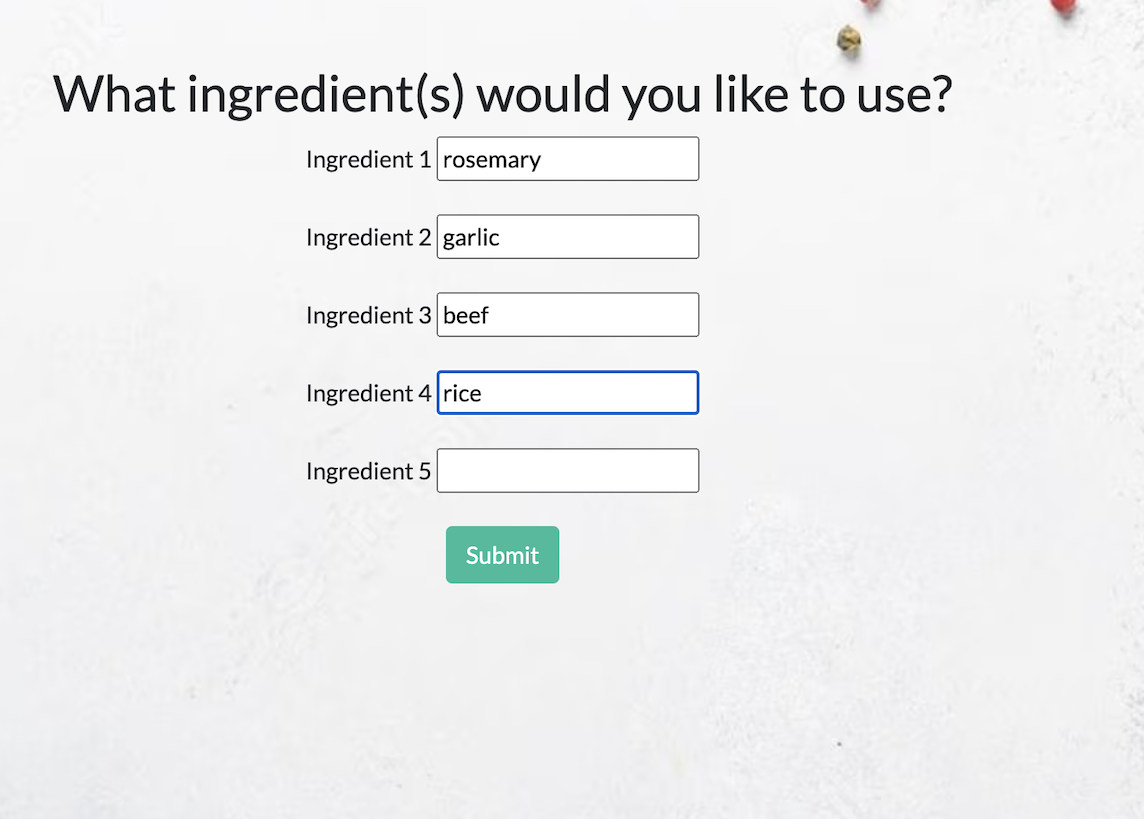 What ingredient(s) would you like to use?
Ingredient 1 rosemary
Ingredient 2 garlic
Ingredient 3 beef
Ingredient 4 rice
Ingredient 5
Submit